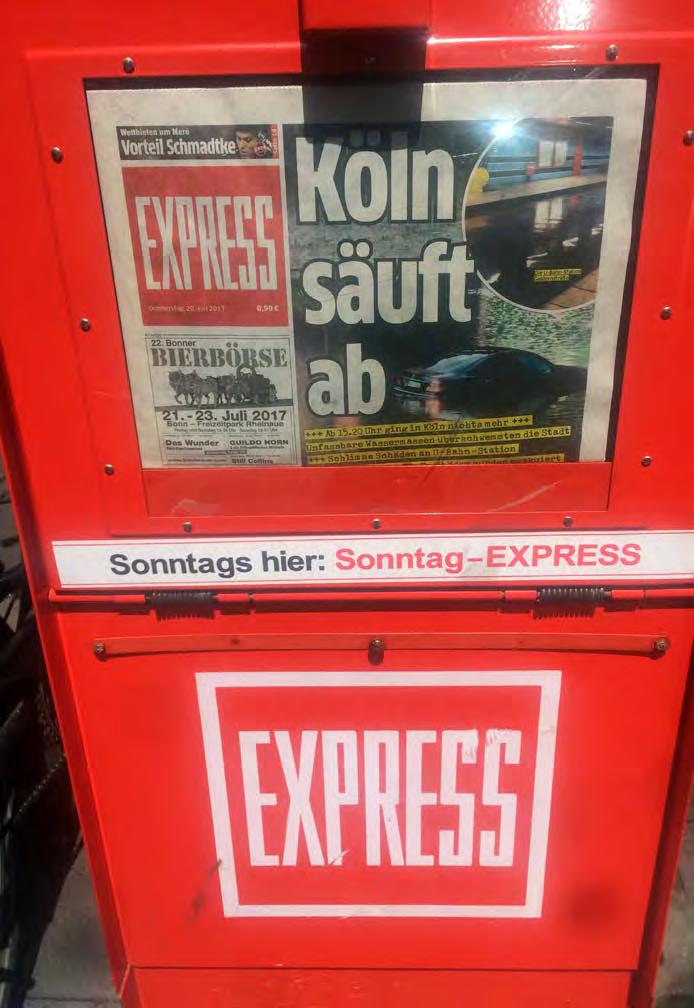 Wettbieten um Mere
Vorteil Schmadtke
EXPRESS
Donnerstag, 20. Juli 2017
0,99 €
22. Bonner
BIERBÖRSE
21. - 23. Juli 2017
Bonn – Freizeitpark Rheinaue
Das Wunder
GUILDO HORN
Still Collins
Köln
säuft
ab
+++ Ab 15.20 Uhr ging in Köln nichts mehr +++
Unfassbare Wassermassen überschwemmten die Stadt
+++ Schlimme Schäden an U-Bahn-Station
Sonntags hier: Sonntag–EXPRESS
EXPRESS